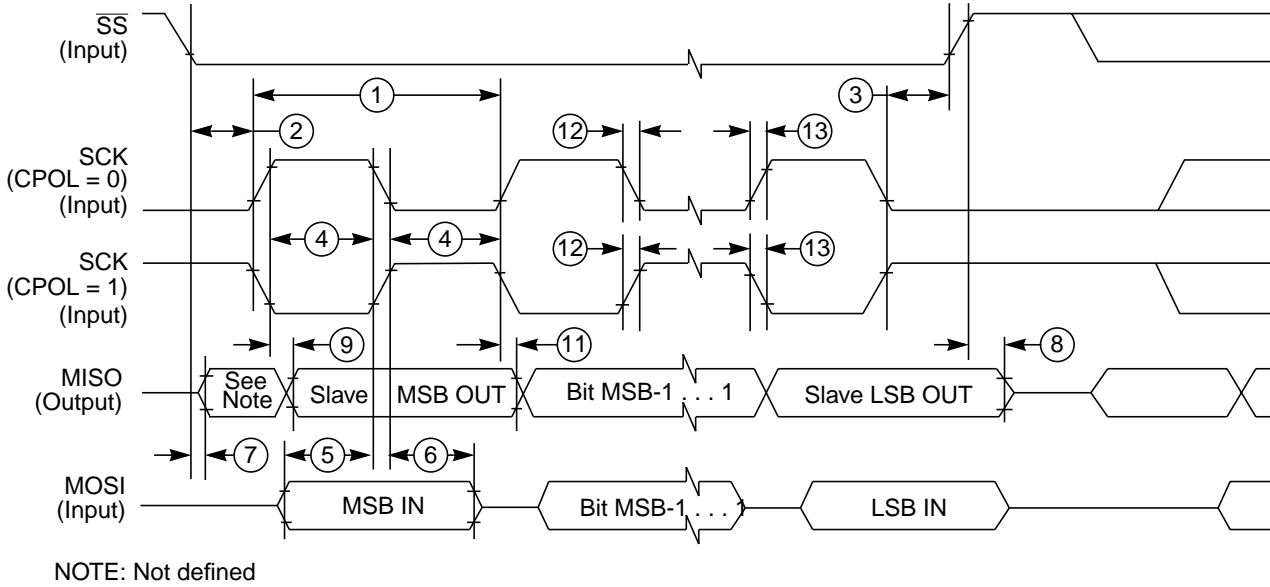 SS
(Input)
1
3
2
12
13
SCK
(CPOL = 0)
(Input)
4
4
12
13
SCK
(CPOL = 1)
(Input)
9
11
8
MISO
(Output)
See
Note
Slave
MSB OUT
Bit MSB-1 . . . 1
Slave LSB OUT
7
5
6
MOSI
(Input)
MSB IN
Bit MSB-1 . . . 1
LSB IN
NOTE: Not defined